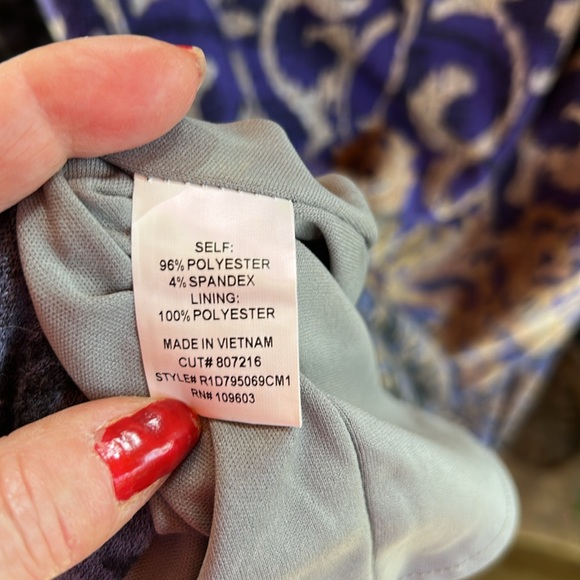 SELF:
96% POLYESTER
4% SPANDEX
LINING:
100% POLYESTER
MADE IN VIETNAM
CUT# 807216
STYLE# R1D795069CM1
RN# 109603